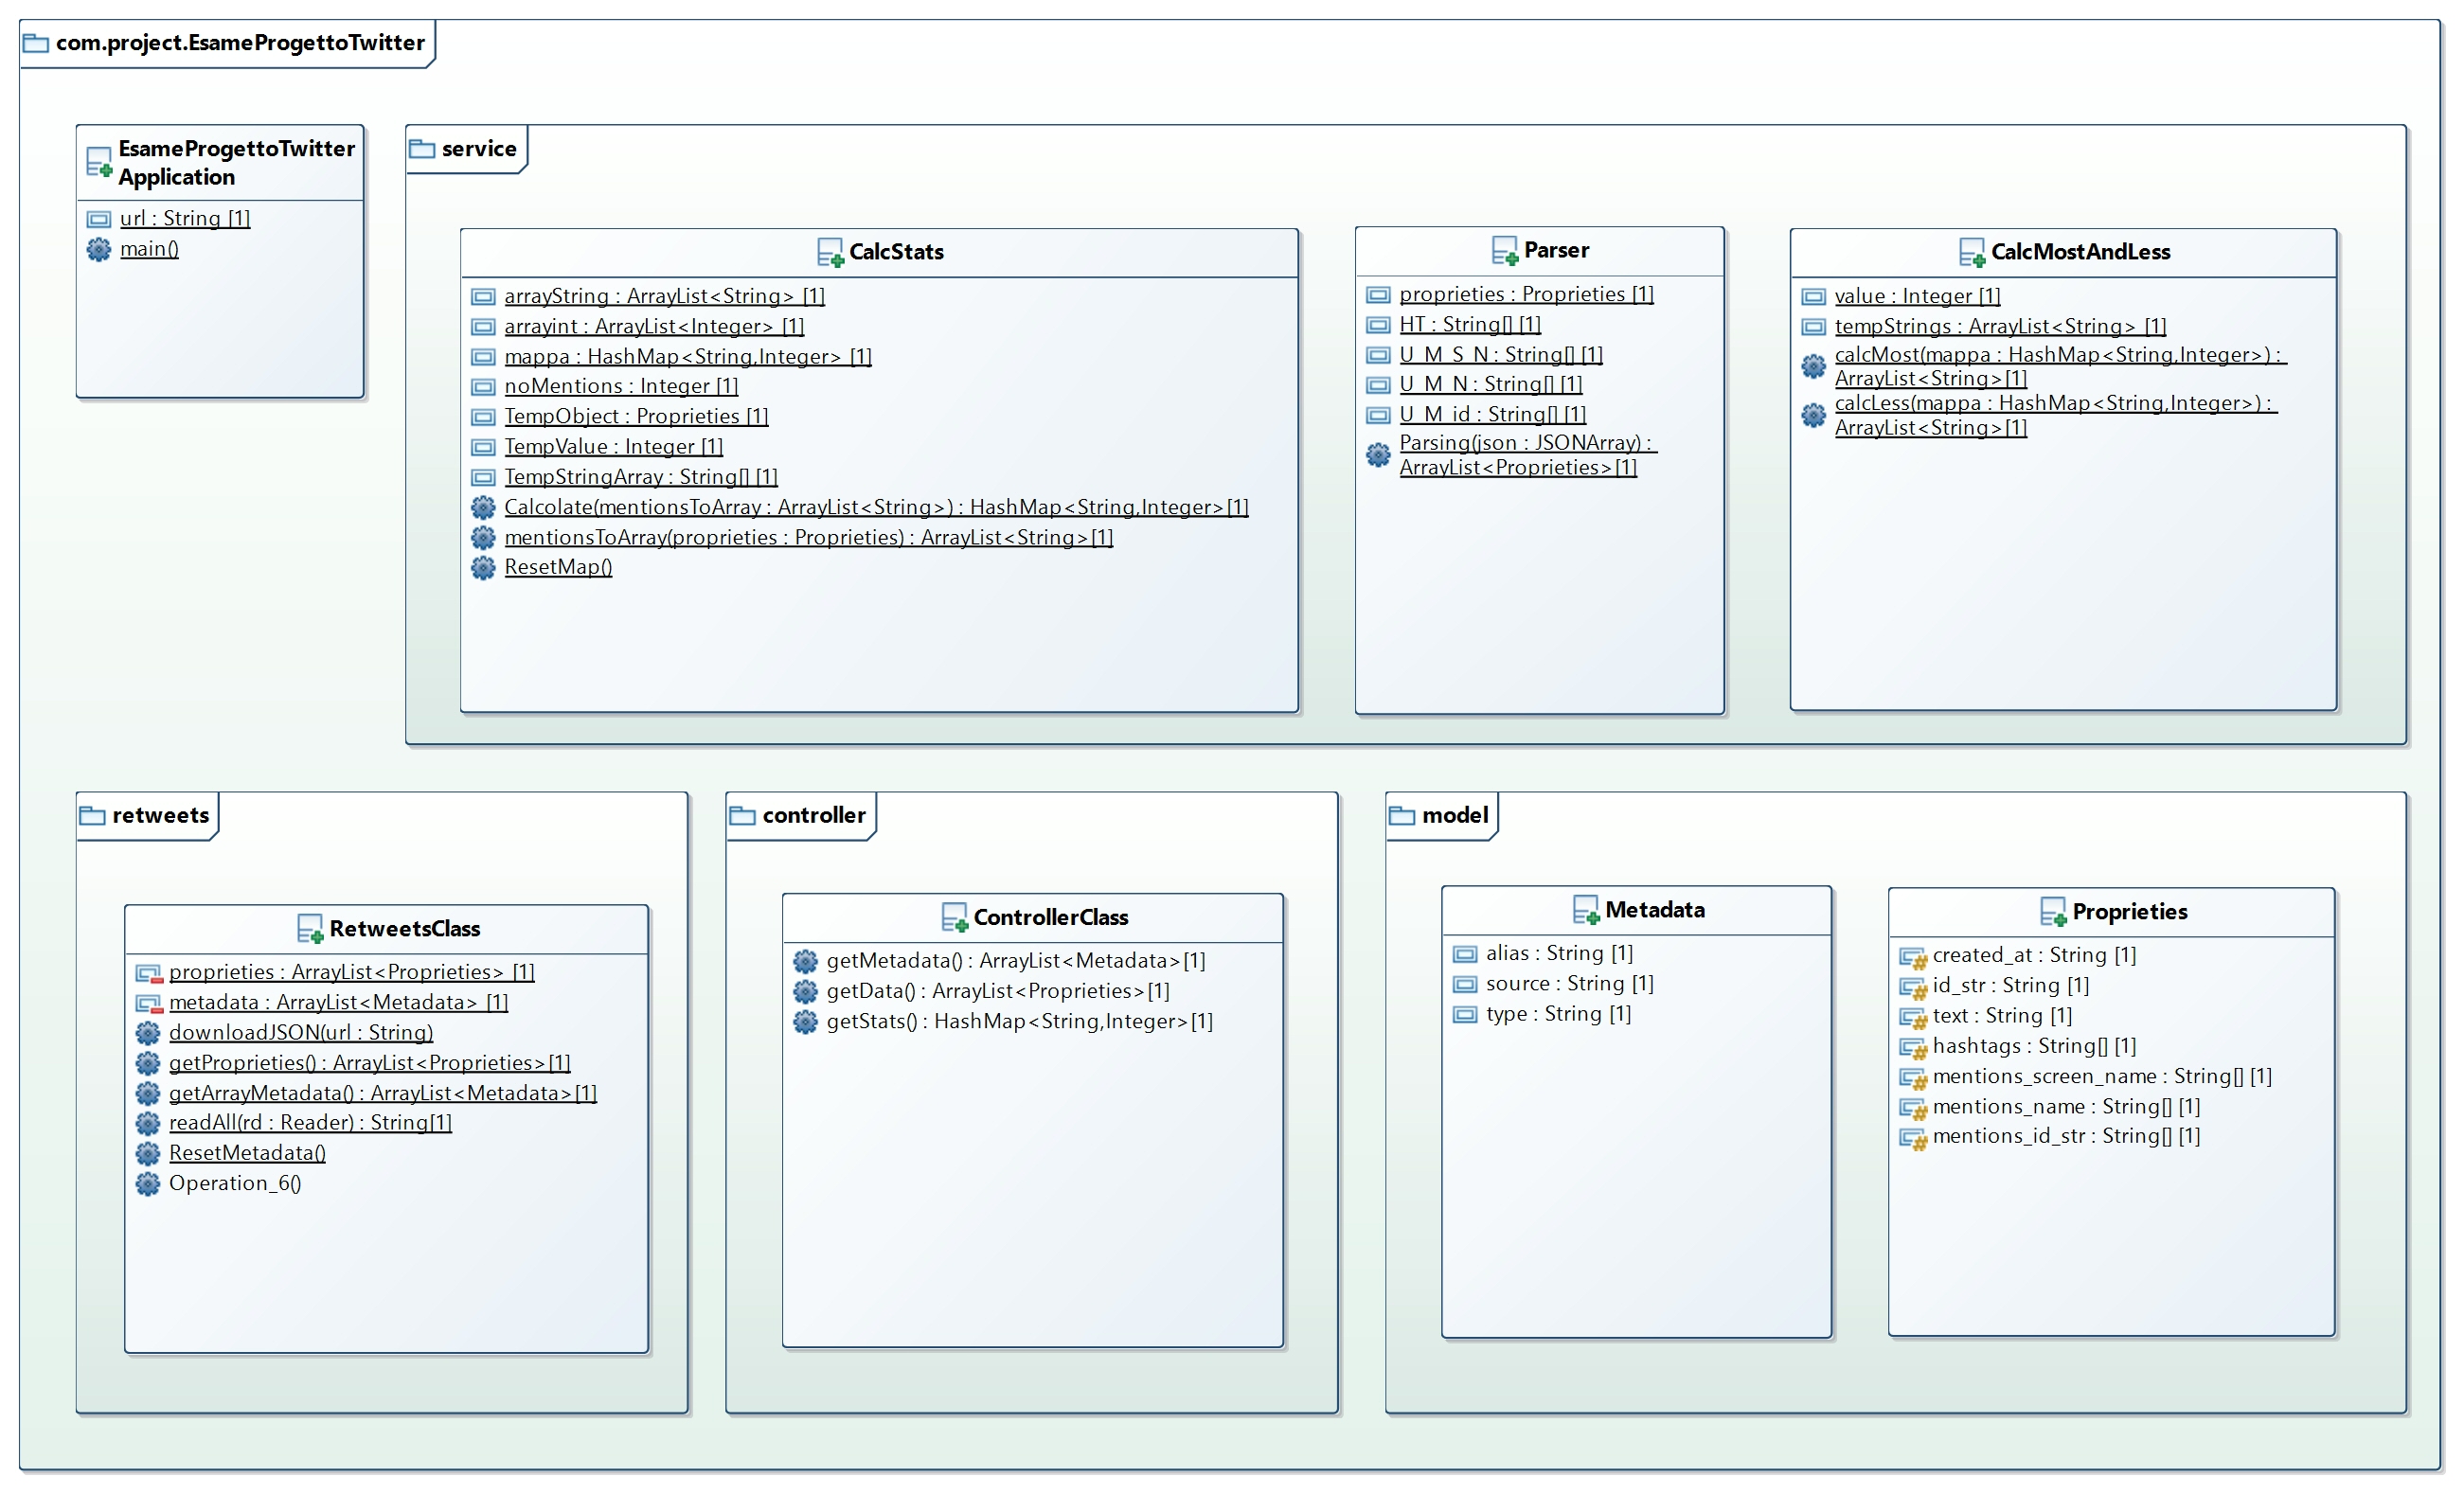 com.project.EsameProgettoTwitter
EsameProgettoTwitter
Application
url : String [1]
main()
service
CalcStats
arrayString : ArrayList<String> [1]
arrayint : ArrayList<Integer> [1]
mappa : HashMap<String,Integer> [1]
noMentions : Integer [1]
TempObject : Proprieties [1]
TempValue : Integer [1]
TempStringArray : String[] [1]
Calcolate(mentionsToArray : ArrayList<String>) : HashMap<String,Integer>[1]
mentionsToArray(proprieties : Proprieties) : ArrayList<String>[1]
ResetMap()
Parser
proprieties : Proprieties [1]
HT : String[] [1]
U_M_S_N : String[] [1]
U_M_N : String[] [1]
U_M_id : String[] [1]
Parsing(json : JSONArray) :
ArrayList<Proprieties>[1]
CalcMostAndLess
value : Integer [1]
tempStrings : ArrayList<String> [1]
calcMost(mappa : HashMap<String,Integer>) :
ArrayList<String>[1]
calcLess(mappa : HashMap<String,Integer>) :
ArrayList<String>[1]
retweets
RetweetsClass
proprieties : ArrayList<Proprieties> [1]
metadata : ArrayList<Metadata> [1]
downloadJSON(url : String)
getProprieties() : ArrayList<Proprieties>[1]
getArrayMetadata() : ArrayList<Metadata>[1]
readAll(rd : Reader) : String[1]
ResetMetadata()
Operation_6()
controller
ControllerClass
getMetadata() : ArrayList<Metadata>[1]
getData() : ArrayList<Proprieties>[1]
getStats() : HashMap<String,Integer>[1]
model
Metadata
alias : String [1]
source : String [1]
type : String [1]
Proprieties
created_at : String [1]
id_str : String [1]
text : String [1]
hashtags : String[] [1]
mentions_screen_name : String[] [1]
mentions_name : String[] [1]
mentions_id_str : String[] [1]